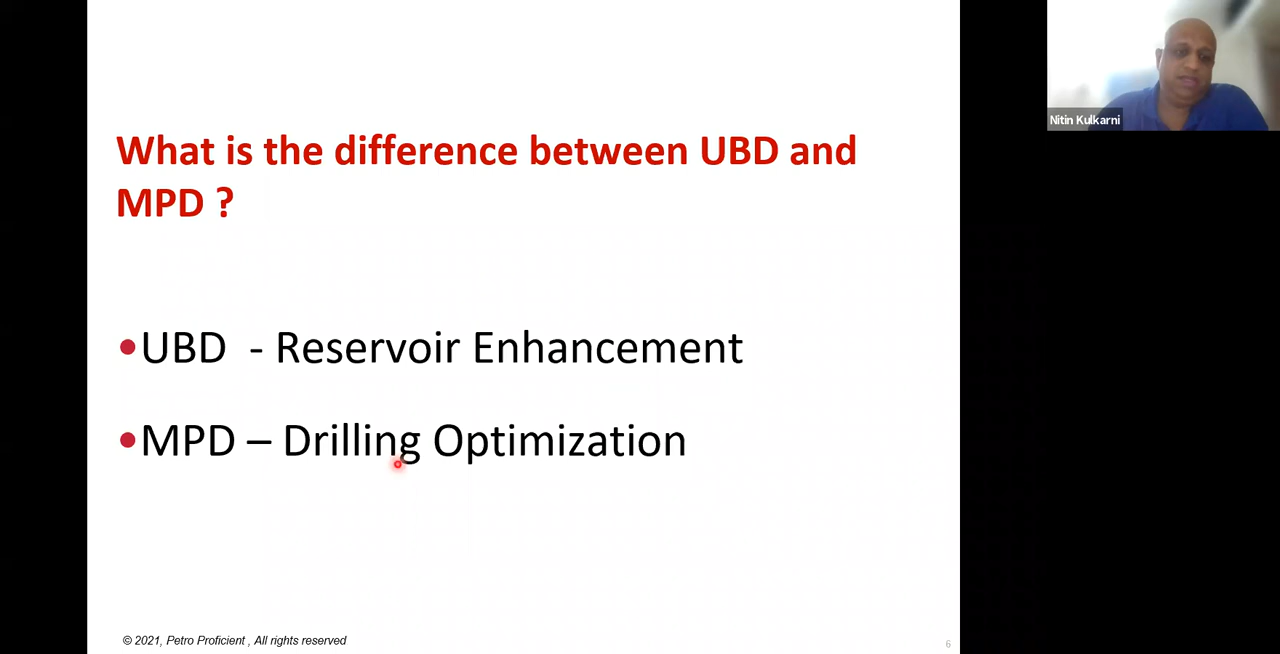 What is the difference between UBD and
MPD ?
•UBD - Reservoir Enhancement
•MPD – Drilling Optimization
© 2021, Petro Proficient , All rights reserved
6
Nitin Kulkarni